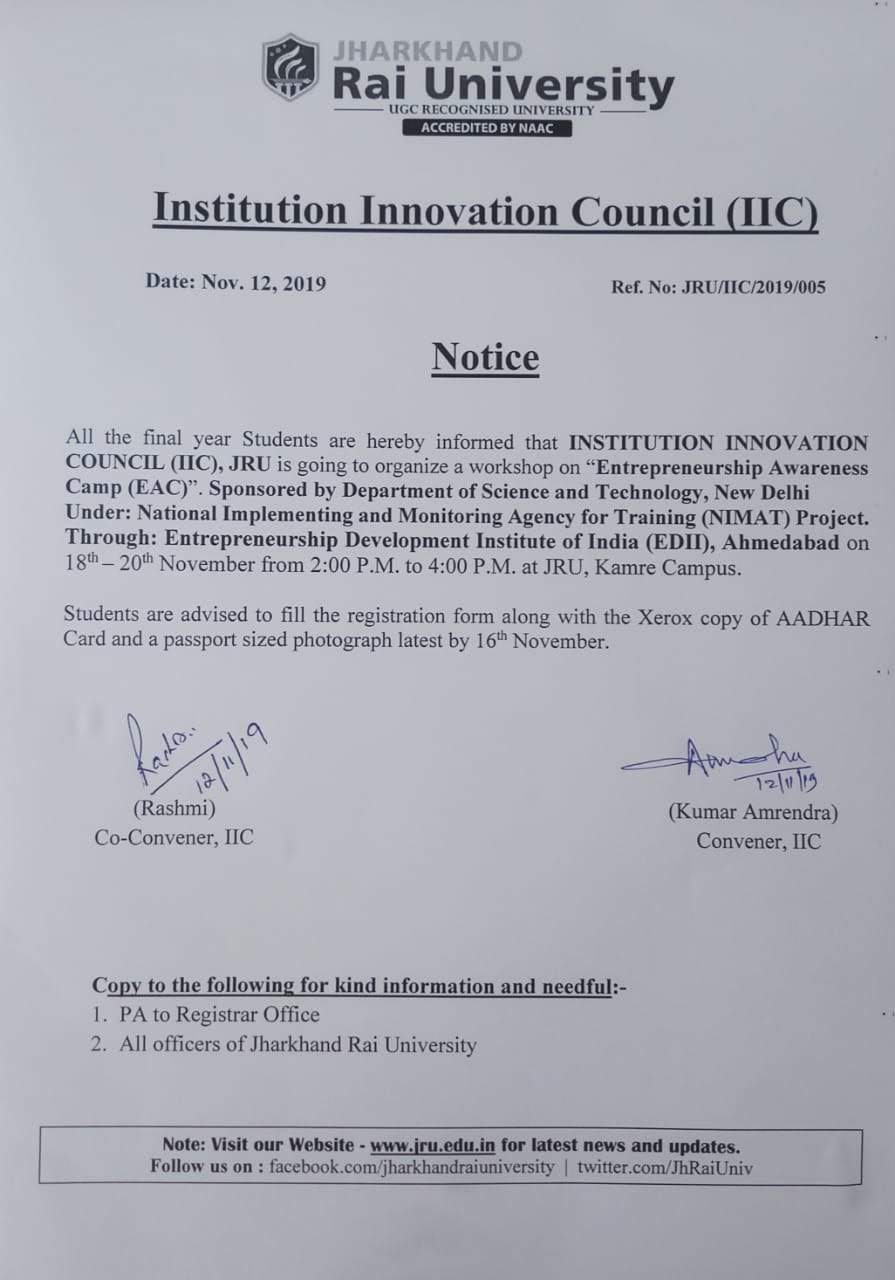 JHARKHAND
Rai University
UGC RECOGNISED UNIVERSITY
ACCREDITED BY NAAC
Institution Innovation Council (IIC)
Date: Nov. 12, 2019
Ref. No: JRU/IIC/2019/005
Notice
All the final year Students are hereby informed that INSTITUTION INNOVATION
COUNCIL (IIC), JRU is going to organize a workshop on “Entrepreneurship Awareness
Camp (EAC)”. Sponsored by Department of Science and Technology, New Delhi
Under: National Implementing and Monitoring Agency for Training (NIMAT) Project.
Through: Entrepreneurship Development Institute of India (EDII), Ahmedabad on
18th – 20th November from 2:00 P.M. to 4:00 P.M. at JRU, Kamre Campus.
Students are advised to fill the registration form along with the Xerox copy of AADHAR
Card and a passport sized photograph latest by 16th November.
12/11/19
12/11/19
(Rashmi)
(Kumar Amrendra)
Co-Convener, IIC
Convener, IIC
Copy to the following for kind information and needful:-
1. PA to Registrar Office
2. All officers of Jharkhand Rai University
Note: Visit our Website - www.jru.edu.in for latest news and updates.
Follow us on : facebook.com/jharkhandraiuniversity | twitter.com/JhRaiUniv